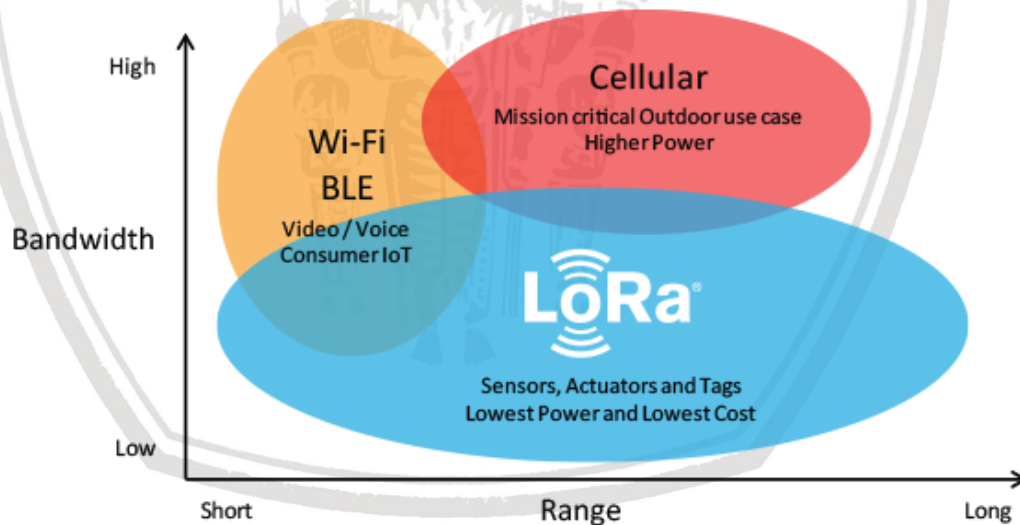 High
Bandwidth
Low
Wi-Fi
BLE
Video / Voice
Consumer IoT
Cellular
Mission critical Outdoor use case
Higher Power
LoRa®
Sensors, Actuators and Tags
Lowest Power and Lowest Cost
Short
Range
Long